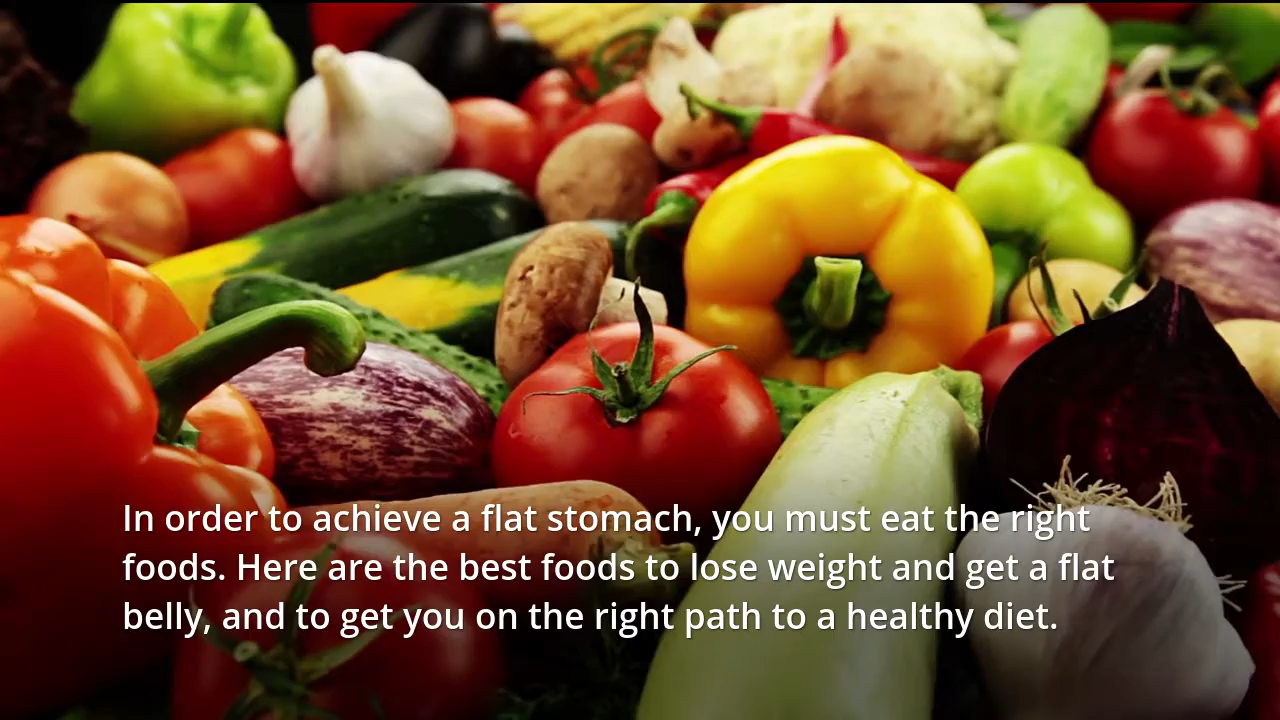 In order to achieve a flat stomach, you must eat the right
foods. Here are the best foods to lose weight and get a flat
belly, and to get you on the right path to a healthy diet.